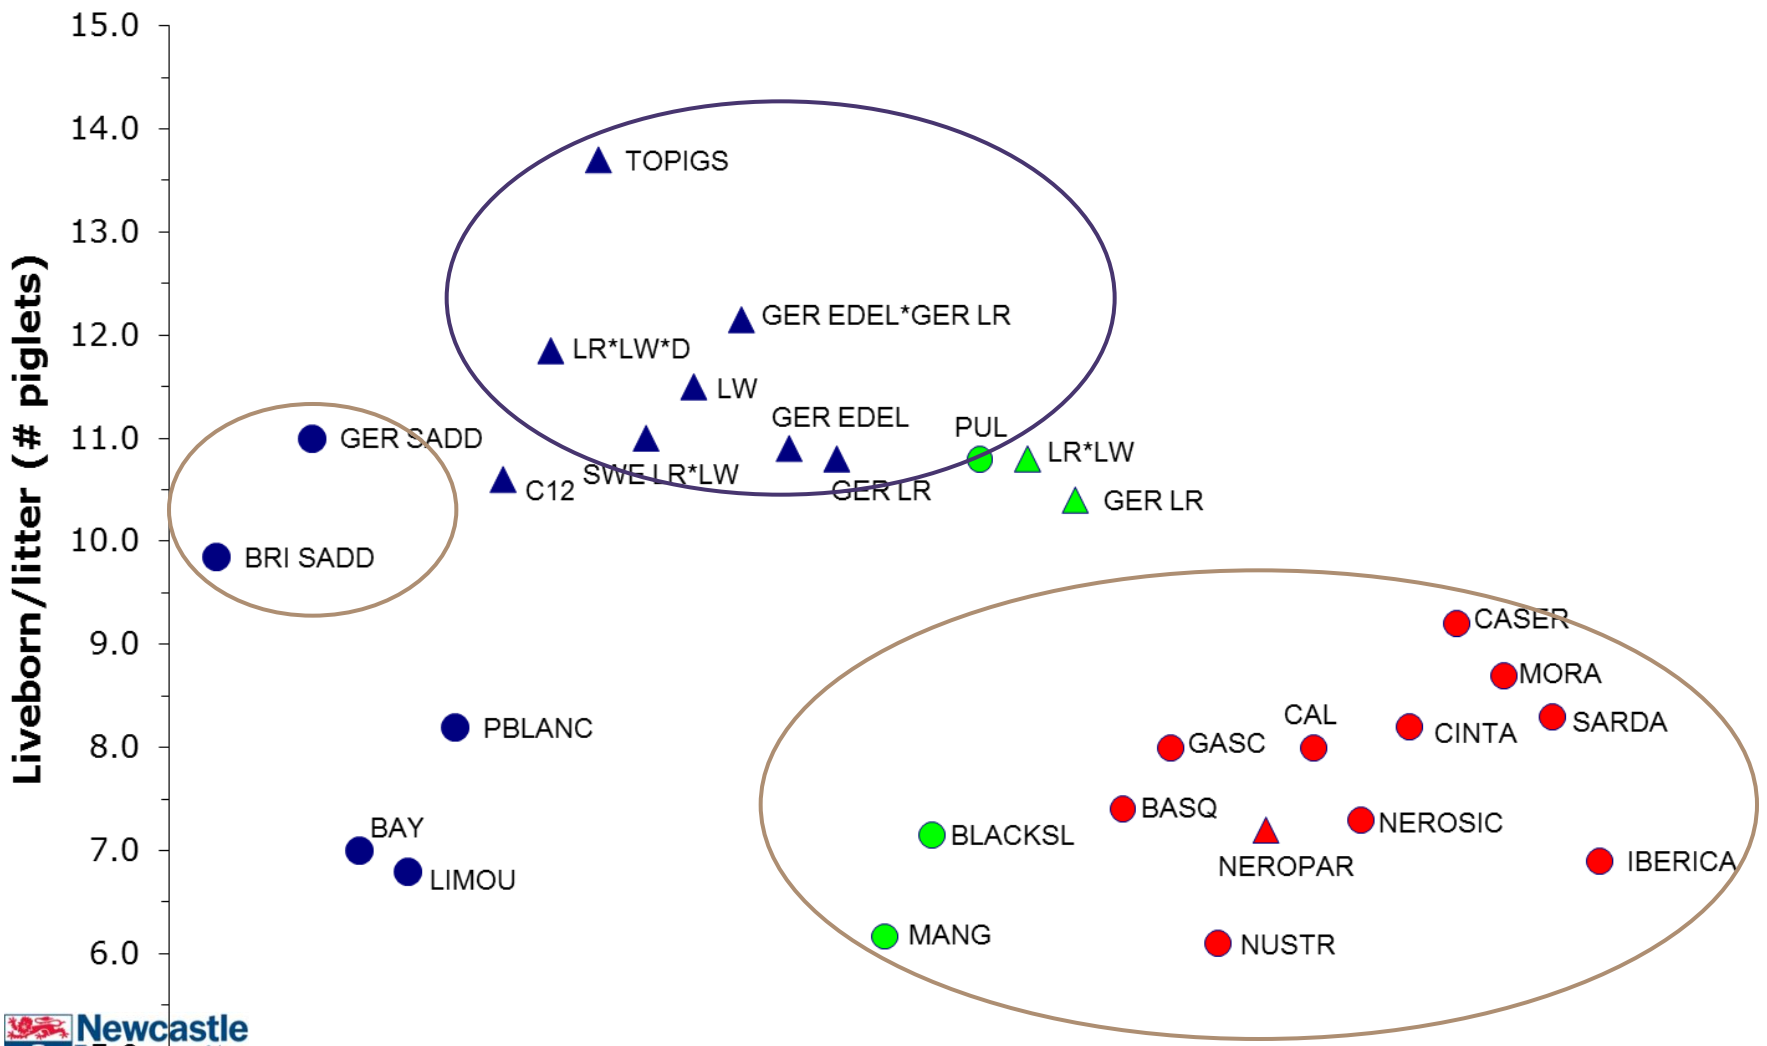 15.0
14.0
TOPIGS
13.0
GER EDEL*GER LR
12.0
LR*LW*D
LW
GER EDEL
PUL
11.0
GER SADD
LR*LW
SWE LR*LW
C12
GER LR
GER LR
10.0
BRI SADD
Liveborn/litter (# piglets)
CASER
9.0
MORA
CAL
SARDA
PBLANC
CINTA
8.0
GASC
BASQ
BAY
NEROSIC
BLACKSL
7.0
NEROPAR
IBERICA
LIMOU
MANG
NUSTR
6.0
Newcastle